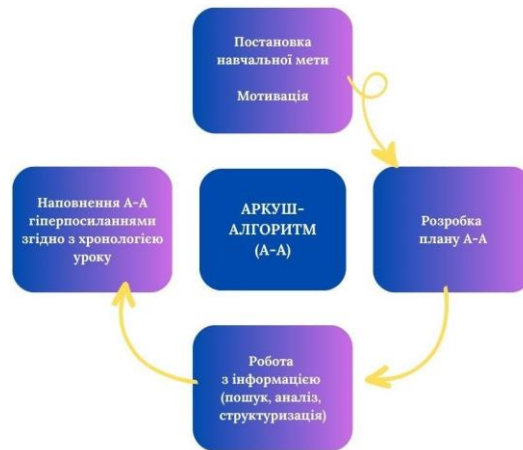 Постановка
навчальної мети
Мотивація
Наповнення А-А
гіперпосиланнями
згідно з хронологією
уроку
АРКУШ-
АЛГОРИТМ
(А-А)
Розробка
плану А-А
Робота
з інформацією
(пошук, аналіз,
структуризація)